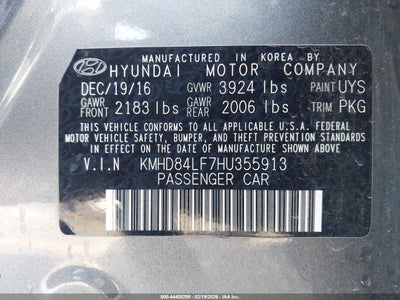 MANUFACTURED IN KOREA BY
HYUNDAI MOTOR COMPANY
DEC/19/16 GVWR 3924 lbs PAINT UYS
GAWR FRT 2183 lbs GAWR RR 2006 lbs TRIM PKG
THIS VEHICLE CONFORMS TO ALL APPLICABLE U.S.A.
FEDERAL MOTOR VEHICLE SAFETY, BUMPER, AND THEFT PREVENTION STANDARDS
IN EFFECT ON THE DATE OF MANUFACTURE SHOWN ABOVE.
V.I.N KMHD84LF7HU355913
PASSENGER CAR